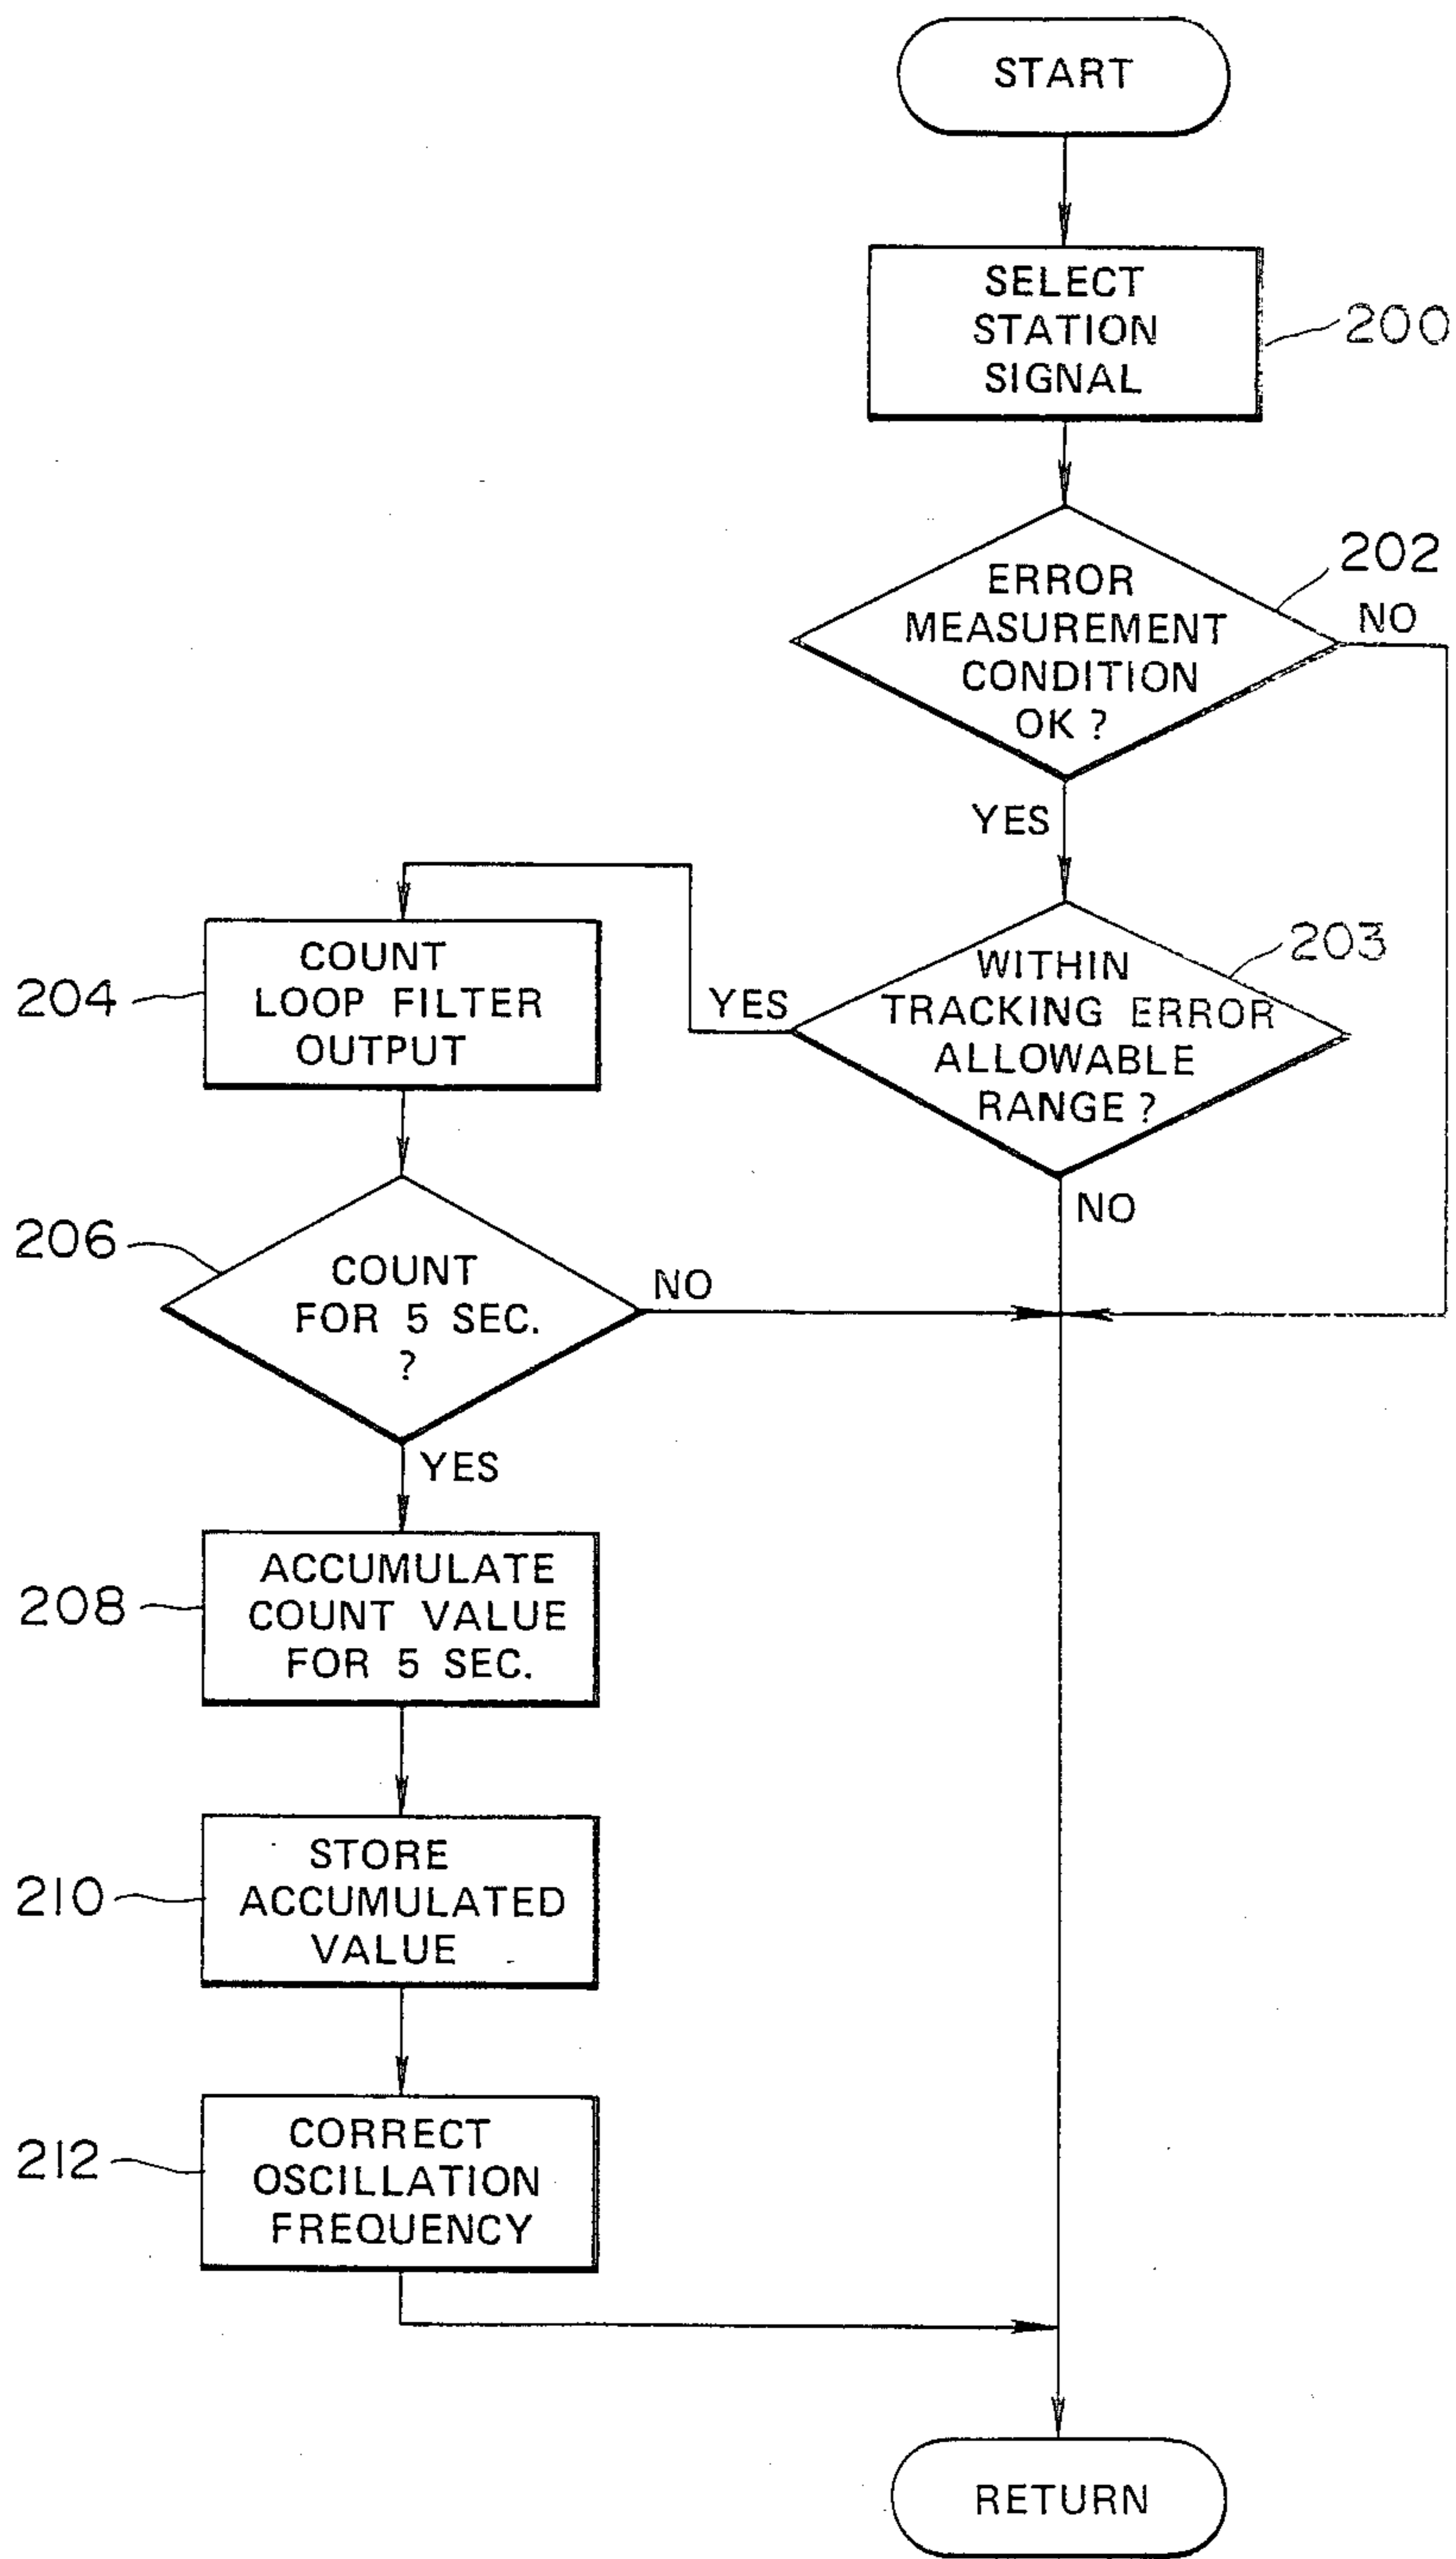 START
SELECT
STATION
SIGNAL
200
ERROR
MEASUREMENT
CONDITION
OK ?
202
NO
YES
WITHIN
TRACKING ERROR
ALLOWABLE
RANGE ?
203
YES
NO
COUNT
LOOP FILTER
OUTPUT
204
COUNT
FOR 5 SEC.
?
206
NO
YES
ACCUMULATE
COUNT VALUE
FOR 5 SEC.
208
STORE
ACCUMULATED
VALUE
210
CORRECT
OSCILLATION
FREQUENCY
212
RETURN